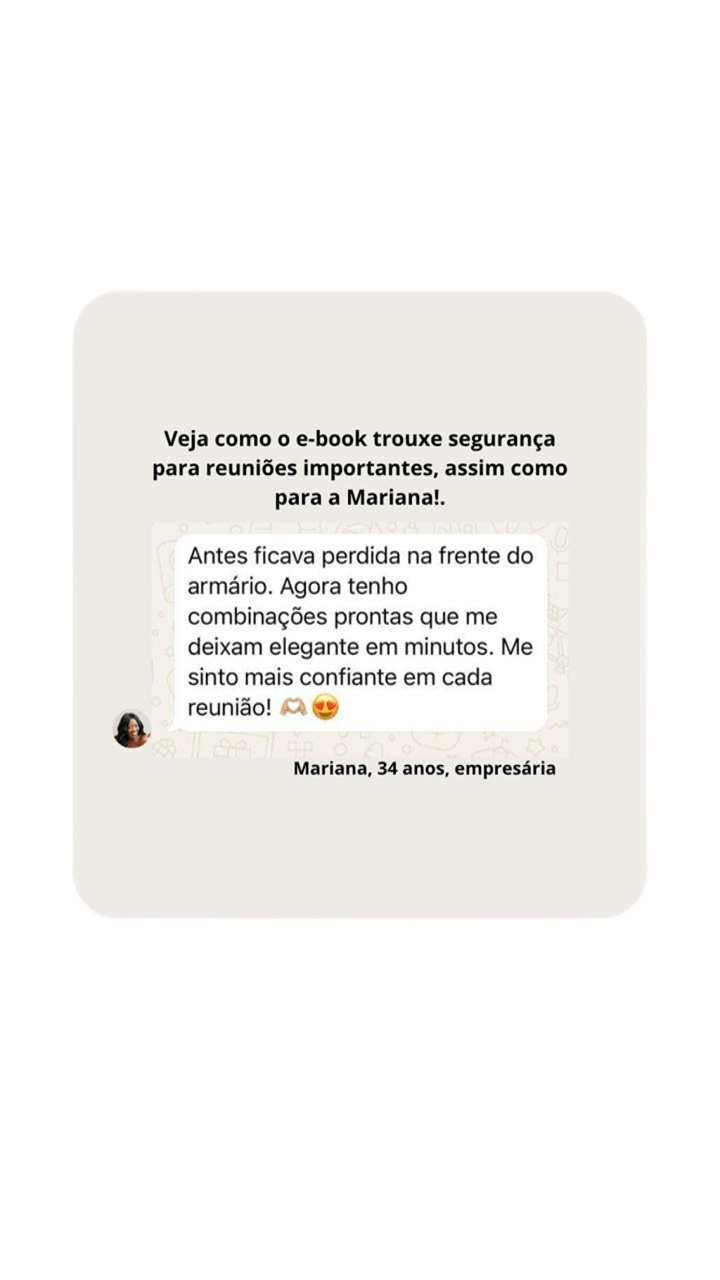 Veja como o e-book trouxe segurança
para reuniões importantes, assim como
para a Mariana!.
Antes ficava perdida na frente do
armário. Agora tenho
combinações prontas que me
deixam elegante em minutos. Me
sinto mais confiante em cada
reunião! 🫶🏼😍
Mariana, 34 anos, empresária